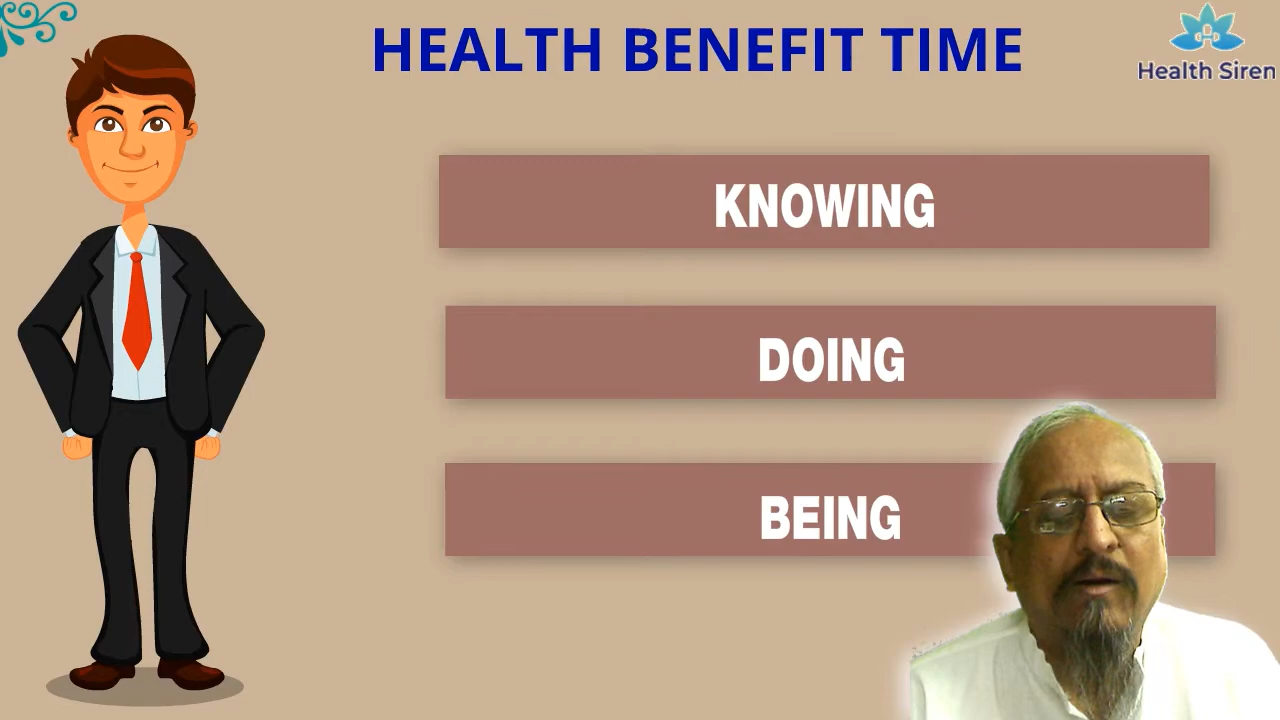 HEALTH BENEFIT TIME
Health Siren
KNOWING
DOING
BEING